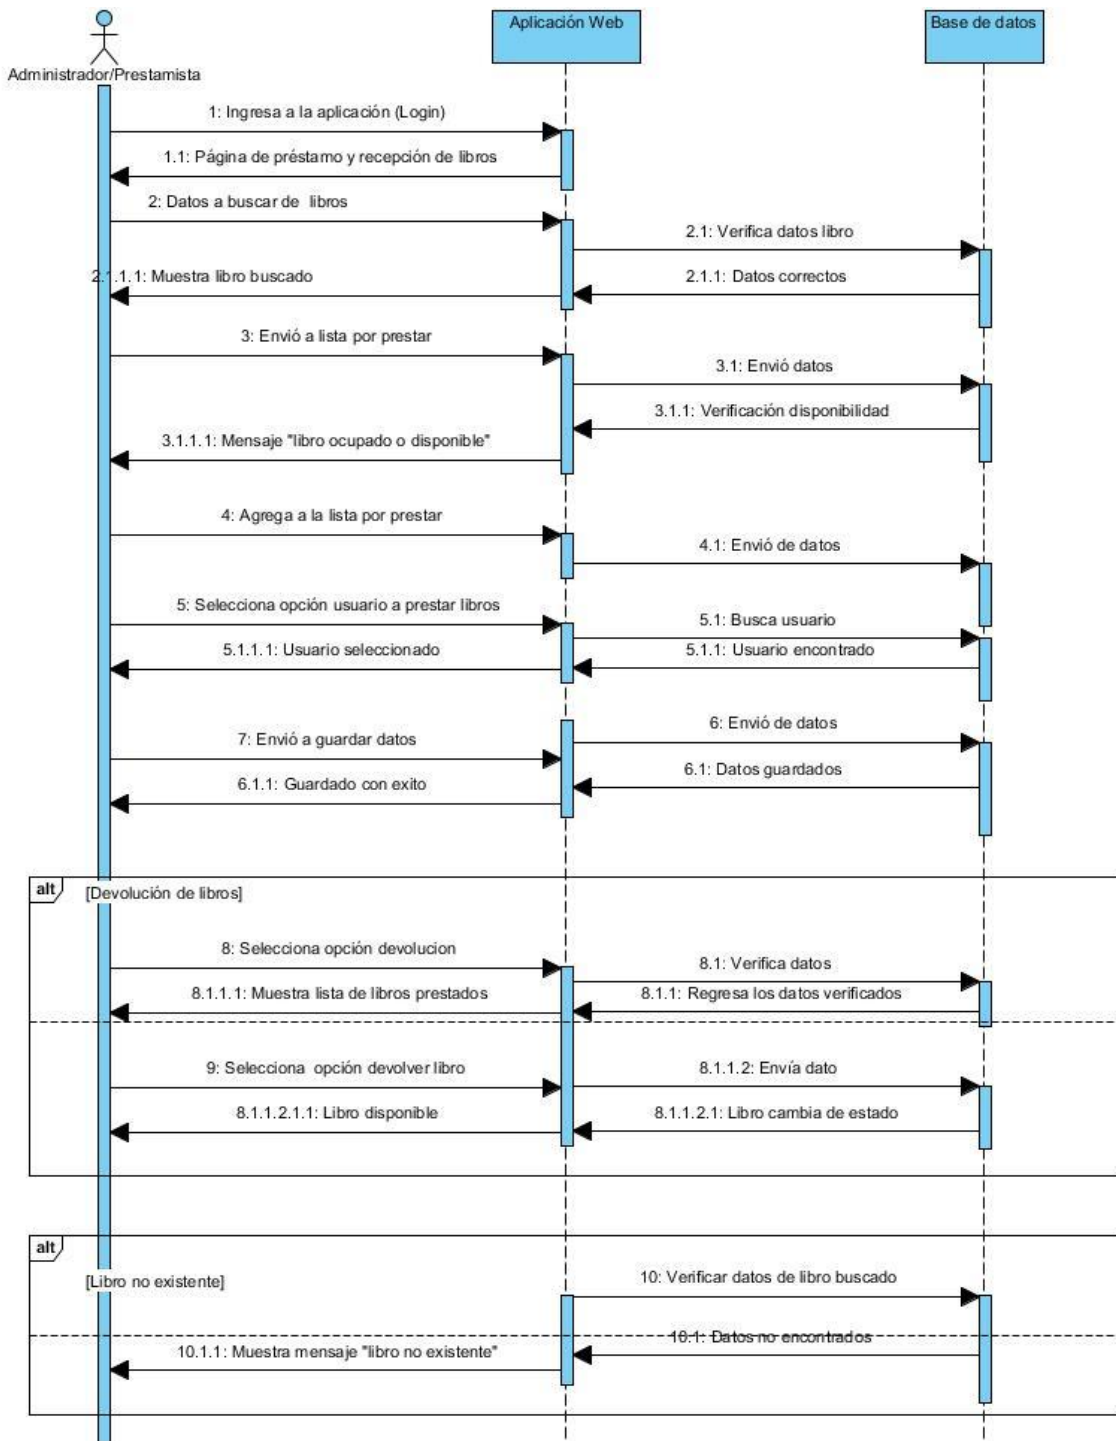 Administrador/Prestamista
Aplicación Web
Base de datos
1: Ingresa a la aplicación (Login)
1.1: Página de préstamo y recepción de libros
2: Datos a buscar de libros
2.1: Verifica datos libro
2.1.1: Datos correctos
2.1.1.1: Muestra libro buscado
3: Envió a lista por prestar
3.1: Envió datos
3.1.1: Verificación disponibilidad
3.1.1.1: Mensaje "libro ocupado o disponible"
4: Agrega a la lista por prestar
4.1: Envió de datos
5: Selecciona opción usuario a prestar libros
5.1: Busca usuario
5.1.1: Usuario encontrado
5.1.1.1: Usuario seleccionado
6: Envió de datos
7: Envió a guardar datos
6.1: Datos guardados
6.1.1: Guardado con exito
alt
[Devolución de libros]
8: Selecciona opción devolucion
8.1: Verifica datos
8.1.1: Regresa los datos verificados
8.1.1.1: Muestra lista de libros prestados
9: Selecciona opción devolver libro
8.1.1.2: Envía dato
8.1.1.2.1: Libro cambia de estado
8.1.1.2.1.1: Libro disponible
alt
[Libro no existente]
10: Verificar datos de libro buscado
10.1: Datos no encontrados
10.1.1: Muestra mensaje "libro no existente"